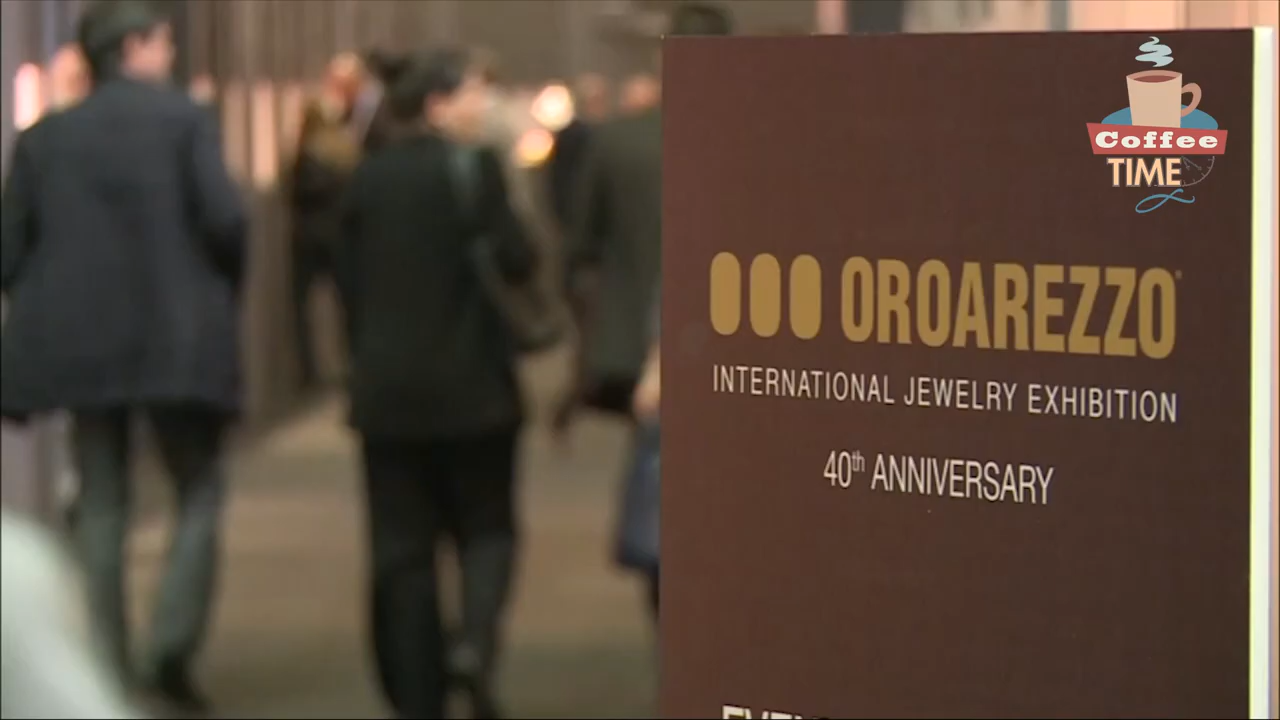 Coffee
TIME
OROAREZZO
INTERNATIONAL JEWELRY EXHIBITION
40th ANNIVERSARY